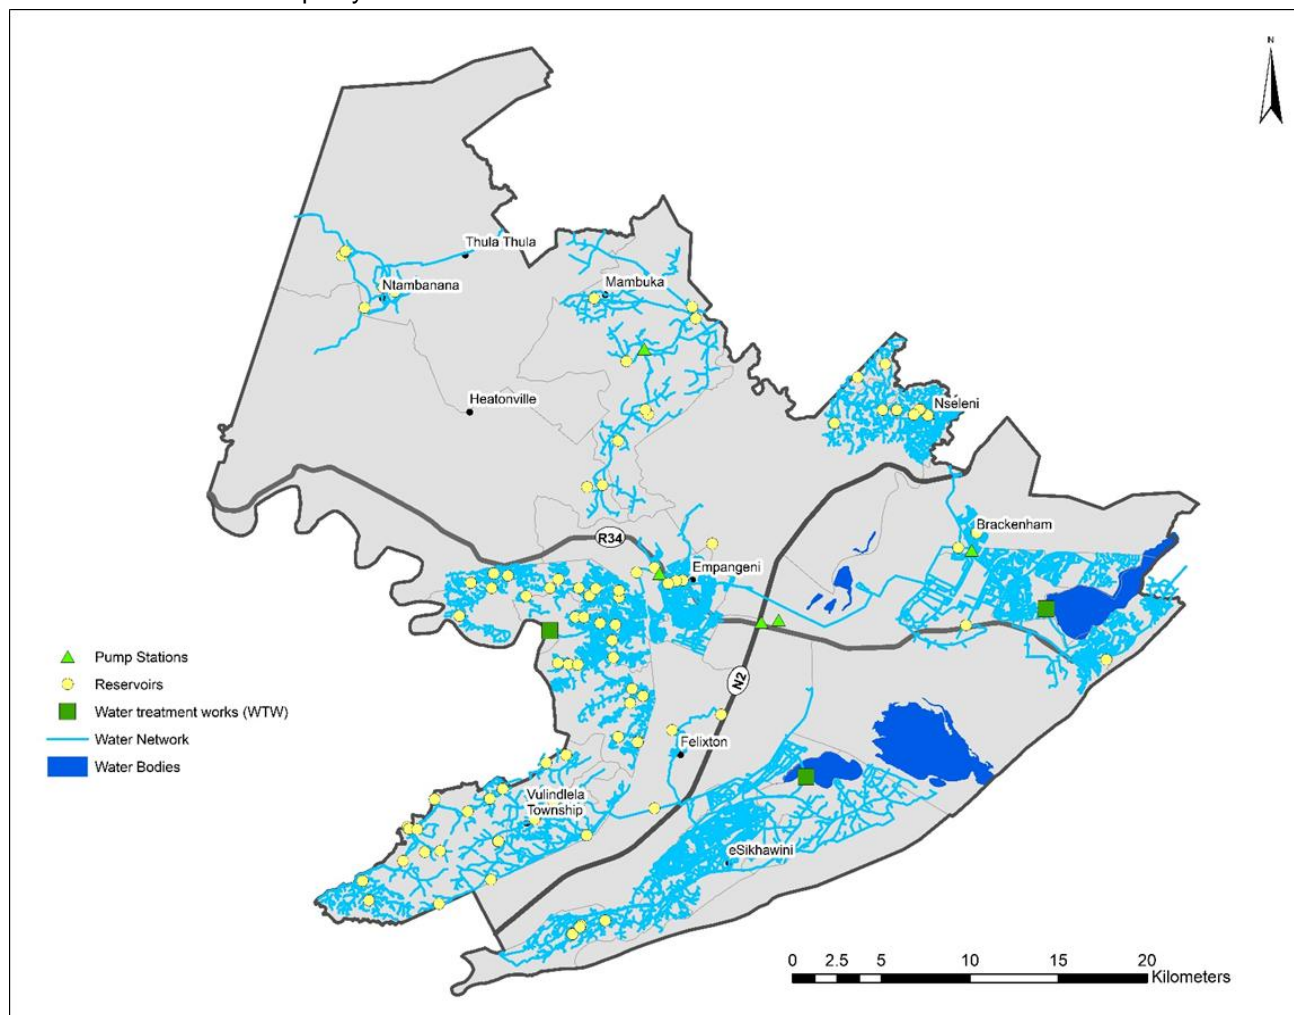 N
Thula Thula
Ntambanana
Mambuka
Heatonville
Nseleni
Brackenham
R34
Empangeni
N2
Felixton
Vulindlela
Township
eSikhawini
Pump Stations
Reservoirs
Water treatment works (WTW)
Water Network
Water Bodies
0 2.5 5 10 15 20
Kilometers